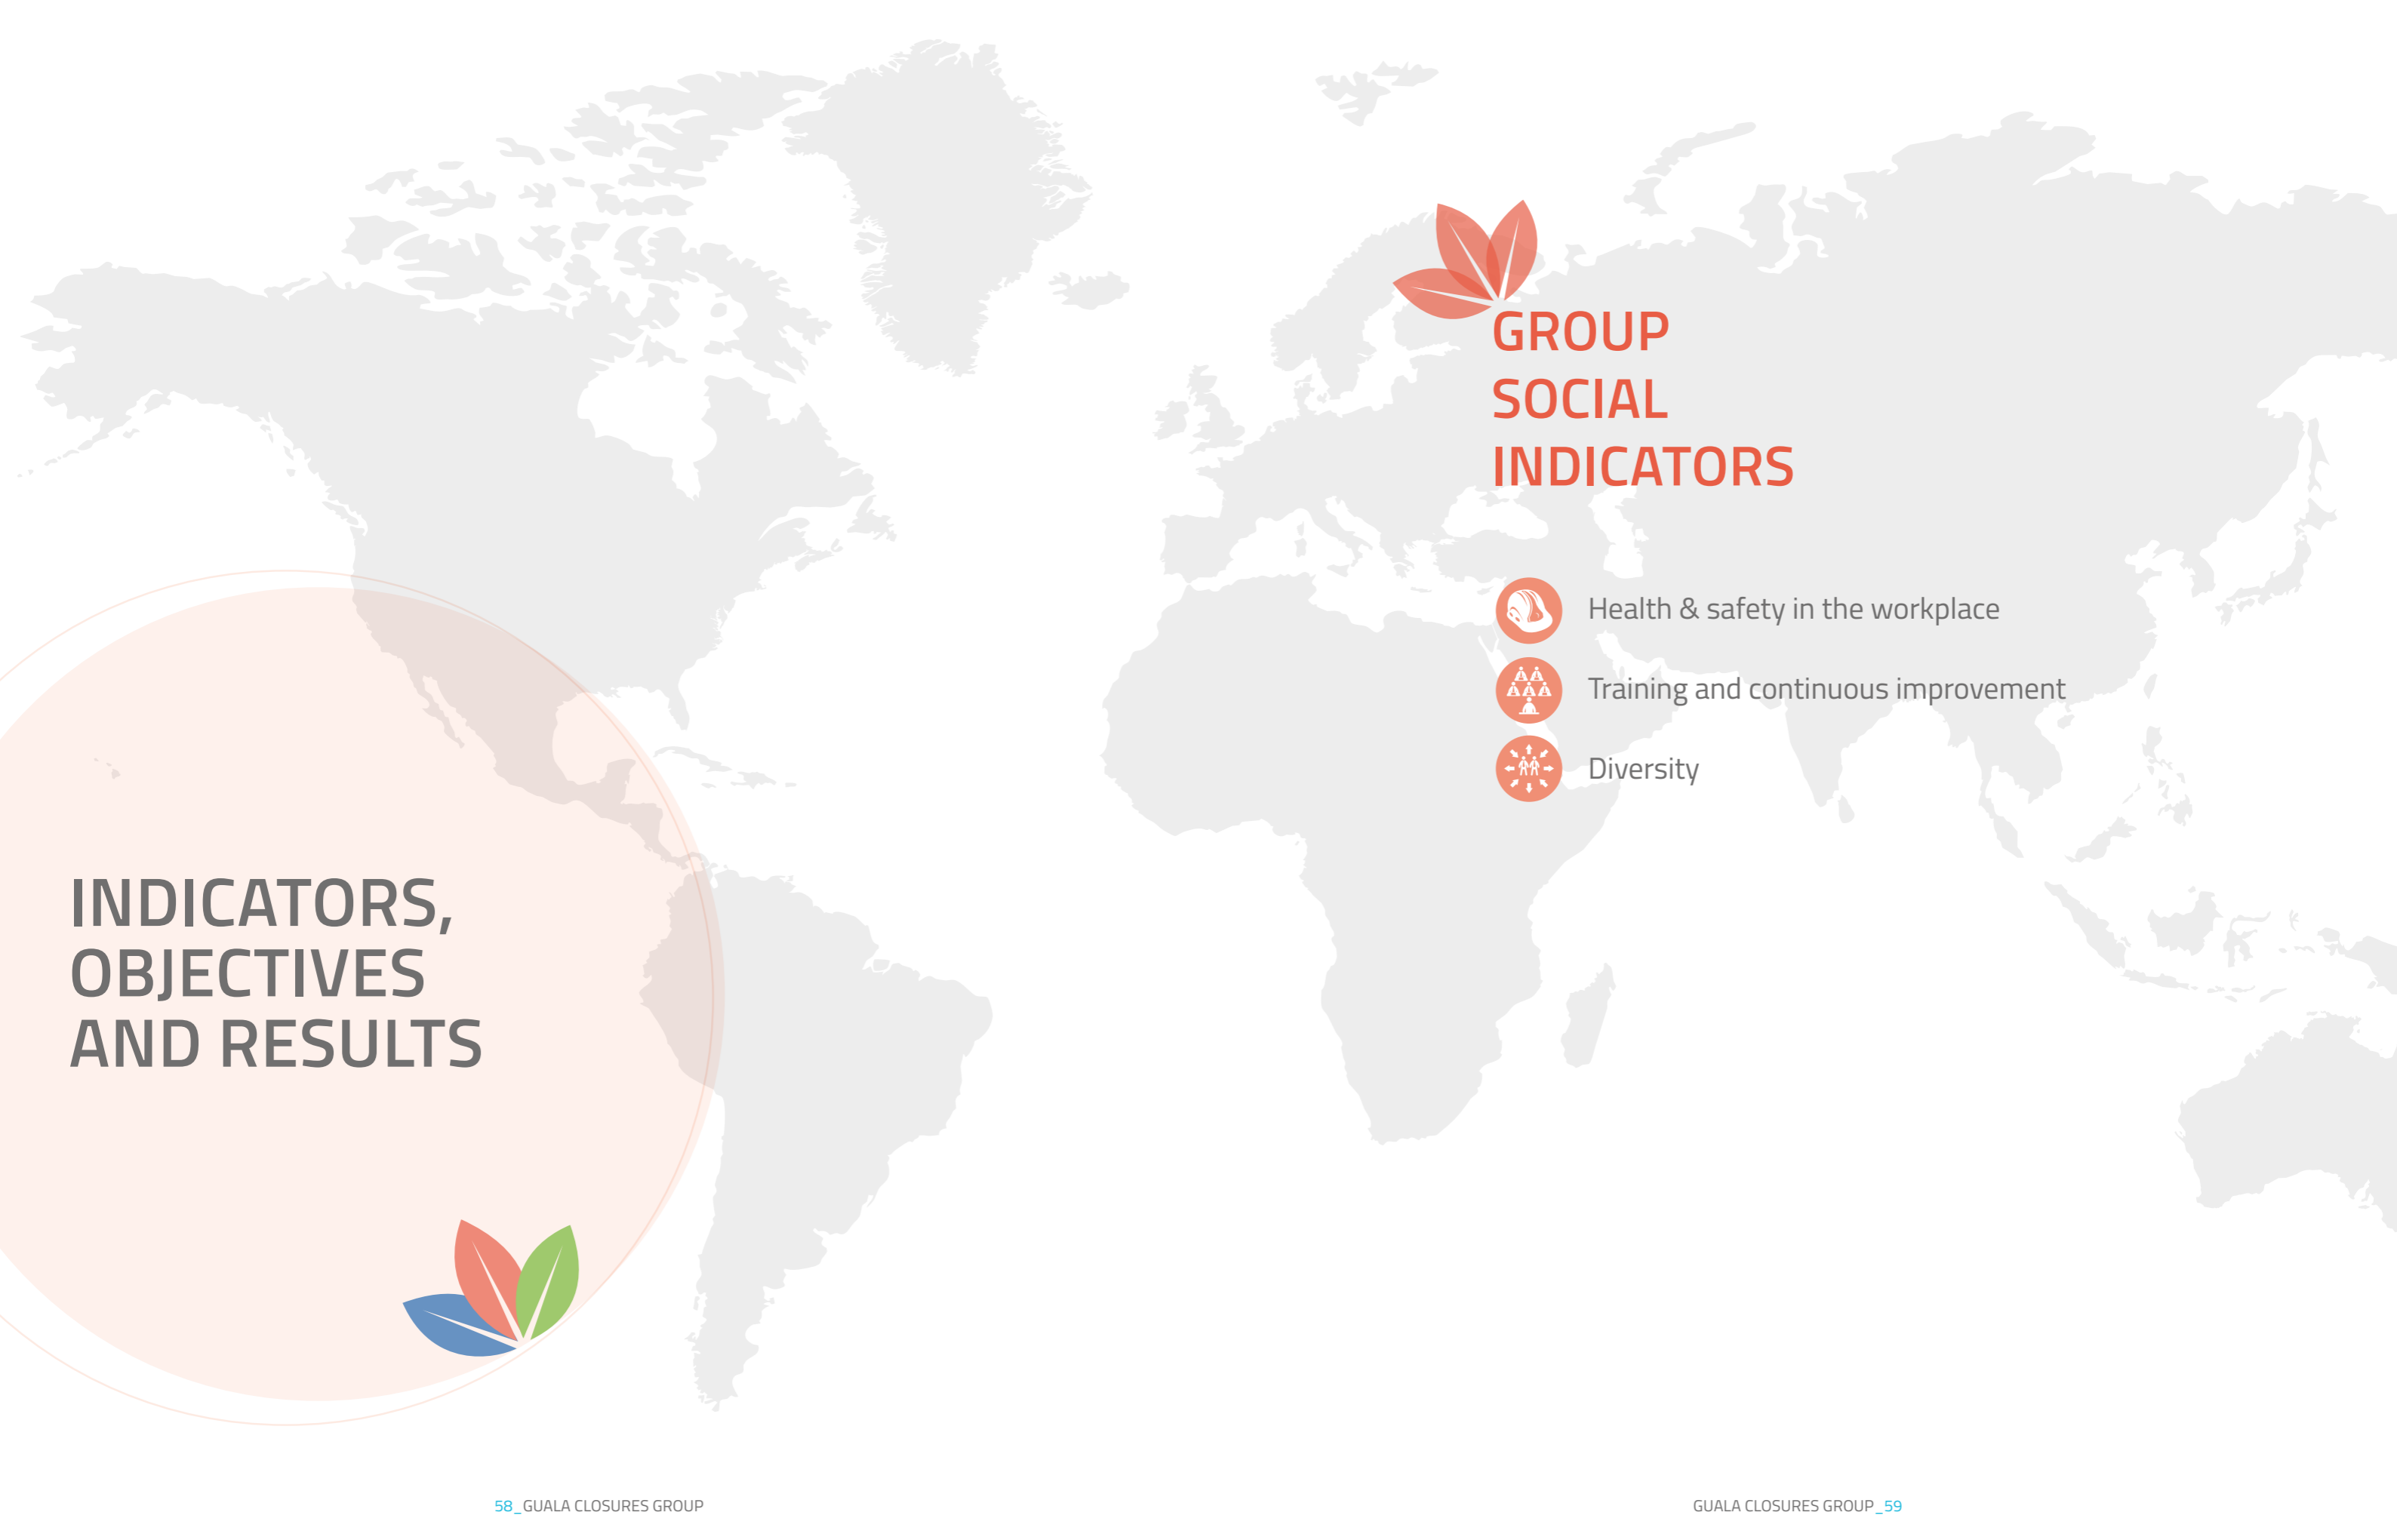 INDICATORS,
OBJECTIVES
AND RESULTS
58_GUALA CLOSURES GROUP
GROUP
SOCIAL
INDICATORS
Health & safety in the workplace
Training and continuous improvement
Diversity
GUALA CLOSURES GROUP_59